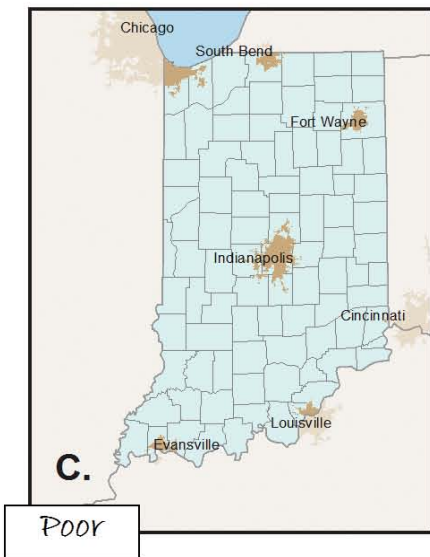 Chicago
South Bend
Fort Wayne
Indianapolis
Cincinnati
Louisville
Evansville
C.
Poor